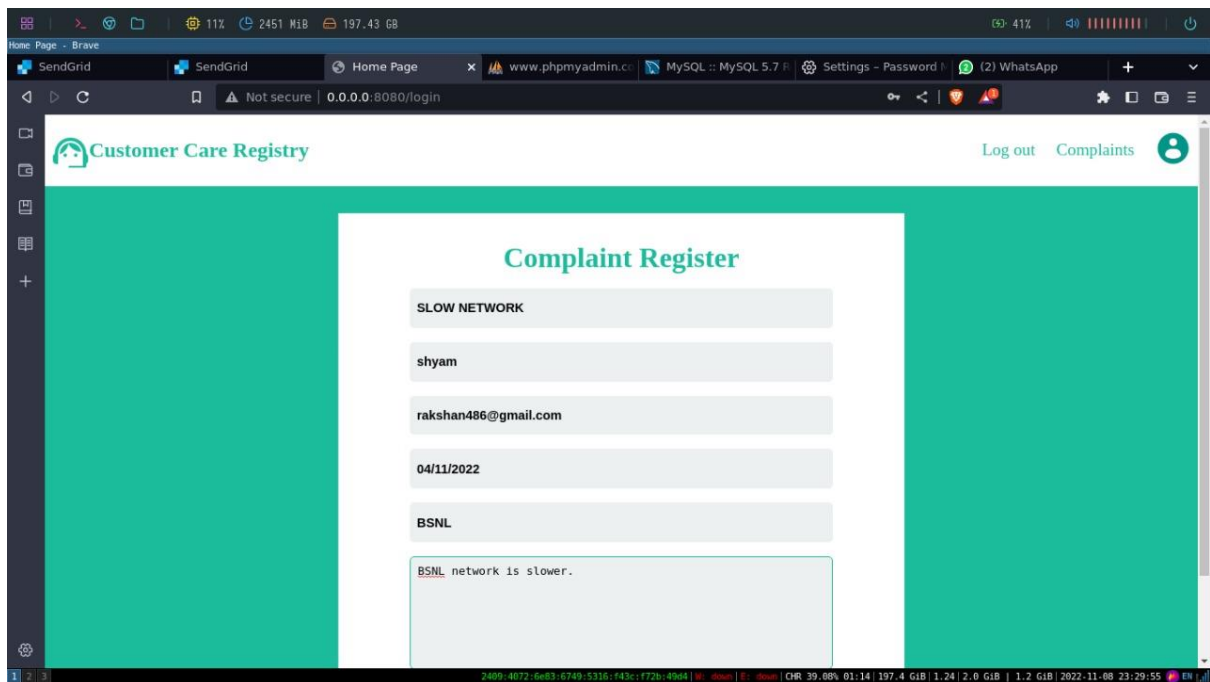 11% 2451 MiB 197.43 GB 41%
Home Page - Brave
SendGrid SendGrid Home Page x www.phpmyadmin.co MySQL :: MySQL 5.7 R Settings – Password M (2) WhatsApp +
Not secure 0.0.0.0:8080/login
Customer Care Registry Log out Complaints
Complaint Register
SLOW NETWORK
shyam
rakshan486@gmail.com
04/11/2022
BSNL
BSNL network is slower.
1 2 3 2409:4072:6e83:6749:5316:f43c:f72b:49d4| W: down | E: down | CHR 39.08% 01:14 | 197.4 GiB | 1.24 | 2.0 GiB | 1.2 GiB | 2022-11-08 23:29:55 EN